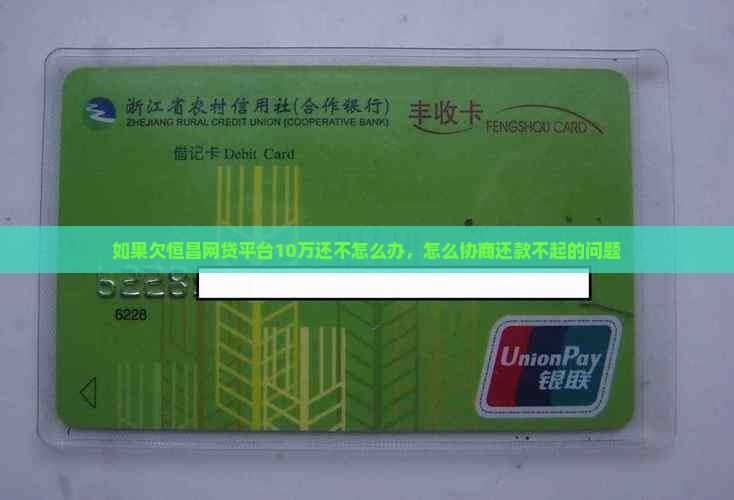 浙江省农村信用社(合作银行)
ZHEJIANG RURAL CREDIT UNION (COOPERATIVE BANK)
丰收卡 FENGSHOU CARD
借记卡 Debit Card
如果欠恒昌网贷平台10万还不怎么办，怎么协商还款不起的问题
6228
6228
UnionPay
银联